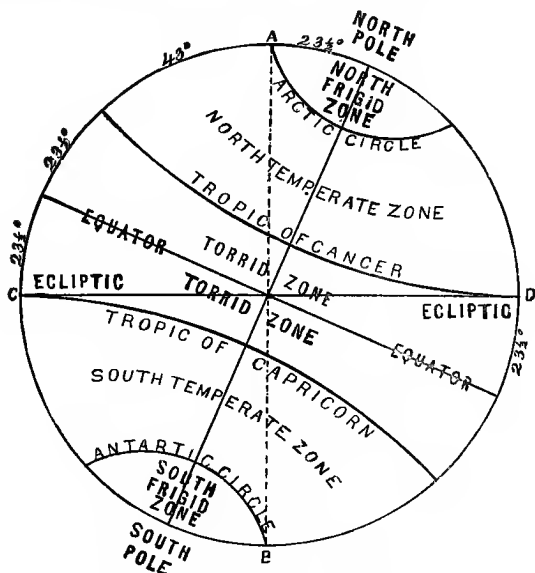 NORTH
POLE
23½°
A
43°
NORTH
FRIGID
ZONE
ARCTIC CIRCLE
NORTH TEMPERATE ZONE
23½°
TROPIC OF CANCER
EQUATOR
TORRID ZONE
23½°
C
ECLIPTIC
TORRID ZONE
ECLIPTIC
D
TROPIC OF CAPRICORN
EQUATOR
23½°
SOUTH TEMPERATE ZONE
ANTARTIC CIRCLE
SOUTH
FRIGID
ZONE
B
SOUTH
POLE